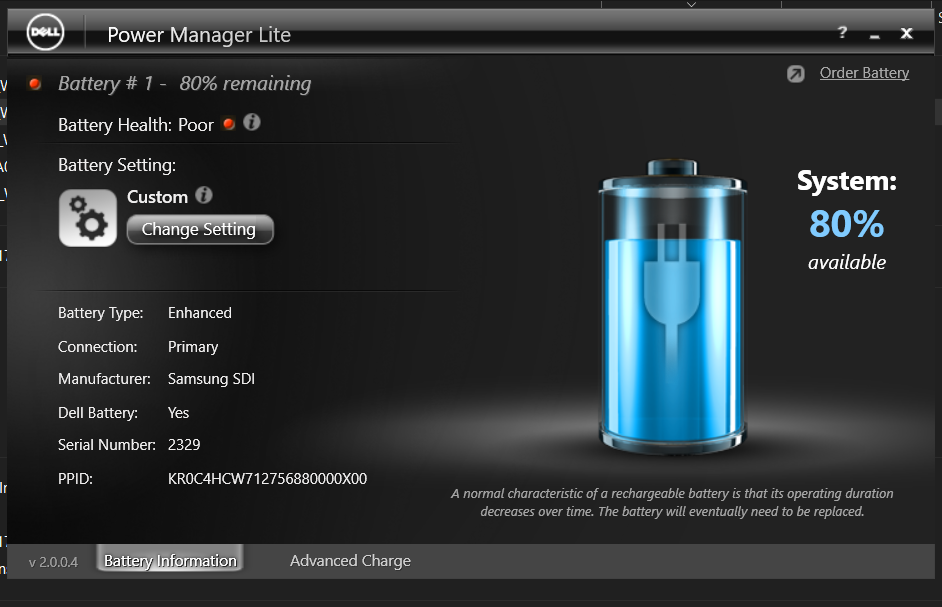 DELL
Power Manager Lite
?
Battery # 1 - 80% remaining
Order Battery
Battery Health: Poor
Battery Setting:
Custom
Change Setting
System:
80%
available
Battery Type: Enhanced
Connection: Primary
Manufacturer: Samsung SDI
Dell Battery: Yes
Serial Number: 2329
PPID: KR0C4HCW712756880000X00
A normal characteristic of a rechargeable battery is that its operating duration
decreases over time. The battery will eventually need to be replaced.
v 2.0.0.4
Battery Information
Advanced Charge